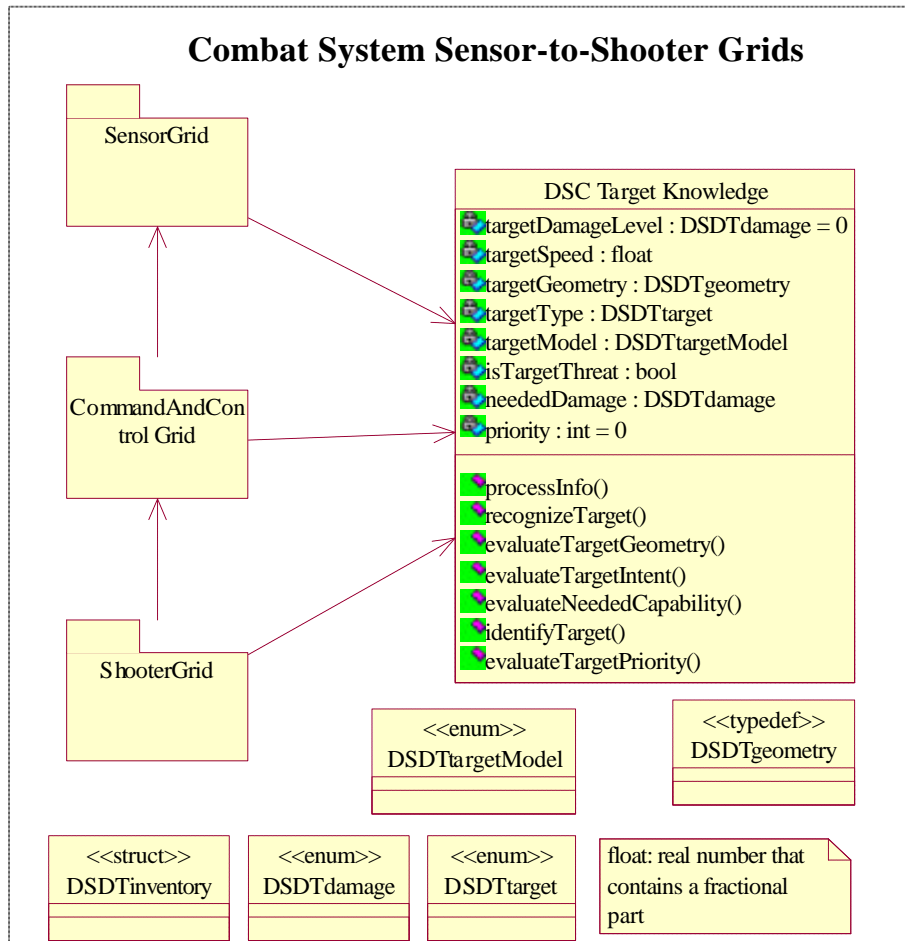 Combat System Sensor-to-Shooter Grids
SensorGrid
CommandAndCon
trol Grid
ShooterGrid
DSC Target Knowledge
targetDamageLevel : DSDTdamage = 0
targetSpeed : float
targetGeometry : DSDTgeometry
targetType : DSDTtarget
targetModel : DSDTtargetModel
isTargetThreat : bool
neededDamage : DSDTdamage
priority : int = 0
processInfo()
recognizeTarget()
evaluateTargetGeometry()
evaluateTargetIntent()
evaluateNeededCapability()
identifyTarget()
evaluateTargetPriority()
<<enum>>
DSDTtargetModel
<<typedef>>
DSDTgeometry
<<struct>>
DSDTinventory
<<enum>>
DSDTdamage
<<enum>>
DSDTtarget
float: real number that
contains a fractional
part